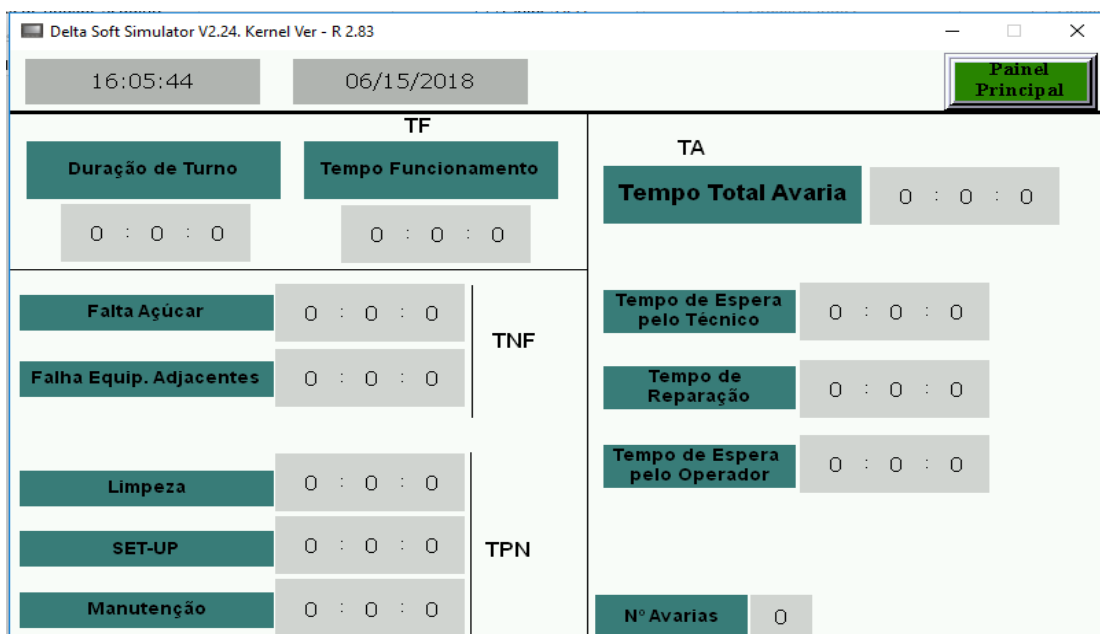 Delta Soft Simulator V2.24. Kernel Ver - R 2.83
16:05:44
06/15/2018
Painel
Principal
TF
Duração de Turno
Tempo Funcionamento
0 : 0 : 0
0 : 0 : 0
TA
Tempo Total Avaria
0 : 0 : 0
Falta Açúcar
0 : 0 : 0
Falha Equip. Adjacentes
0 : 0 : 0
TNF
Limpeza
0 : 0 : 0
SET-UP
0 : 0 : 0
Manutenção
0 : 0 : 0
TPN
Tempo de Espera
pelo Técnico
0 : 0 : 0
Tempo de
Reparação
0 : 0 : 0
Tempo de Espera
pelo Operador
0 : 0 : 0
Nº Avarias
0